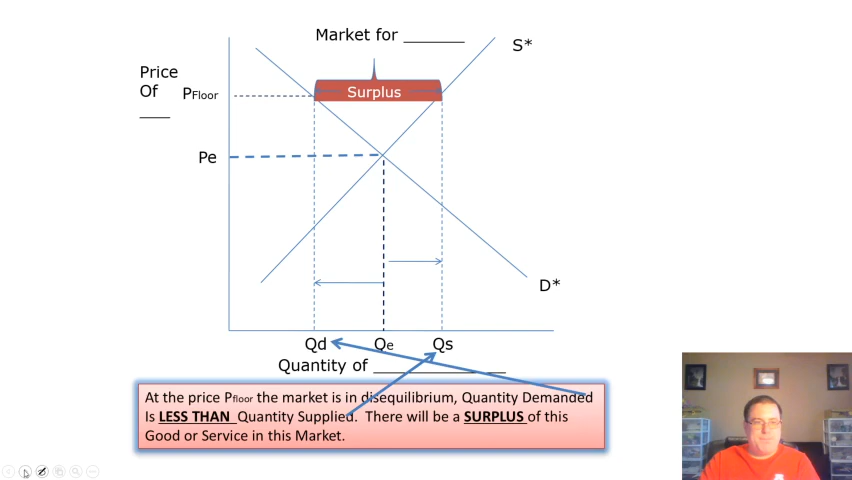 Market for _______
S*
Price
Of
____
PFloor
Surplus
Pe
D*
Qd
Qe
Qs
Quantity of _________________
At the price Pfloor the market is in disequilibrium, Quantity Demanded
Is LESS THAN Quantity Supplied. There will be a SURPLUS of this
Good or Service in this Market.